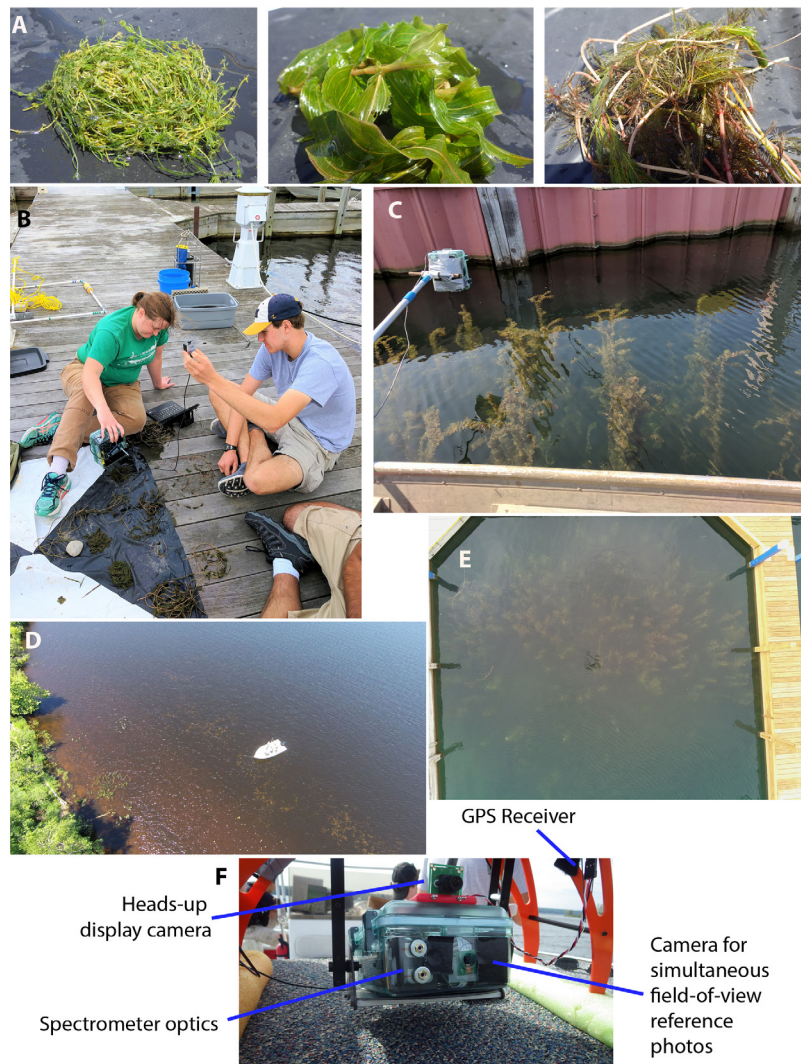 A
B
C
E
D
GPS Receiver
F
Heads-up
display camera
Camera for
simultaneous
field-of-view
reference
photos
Spectrometer optics